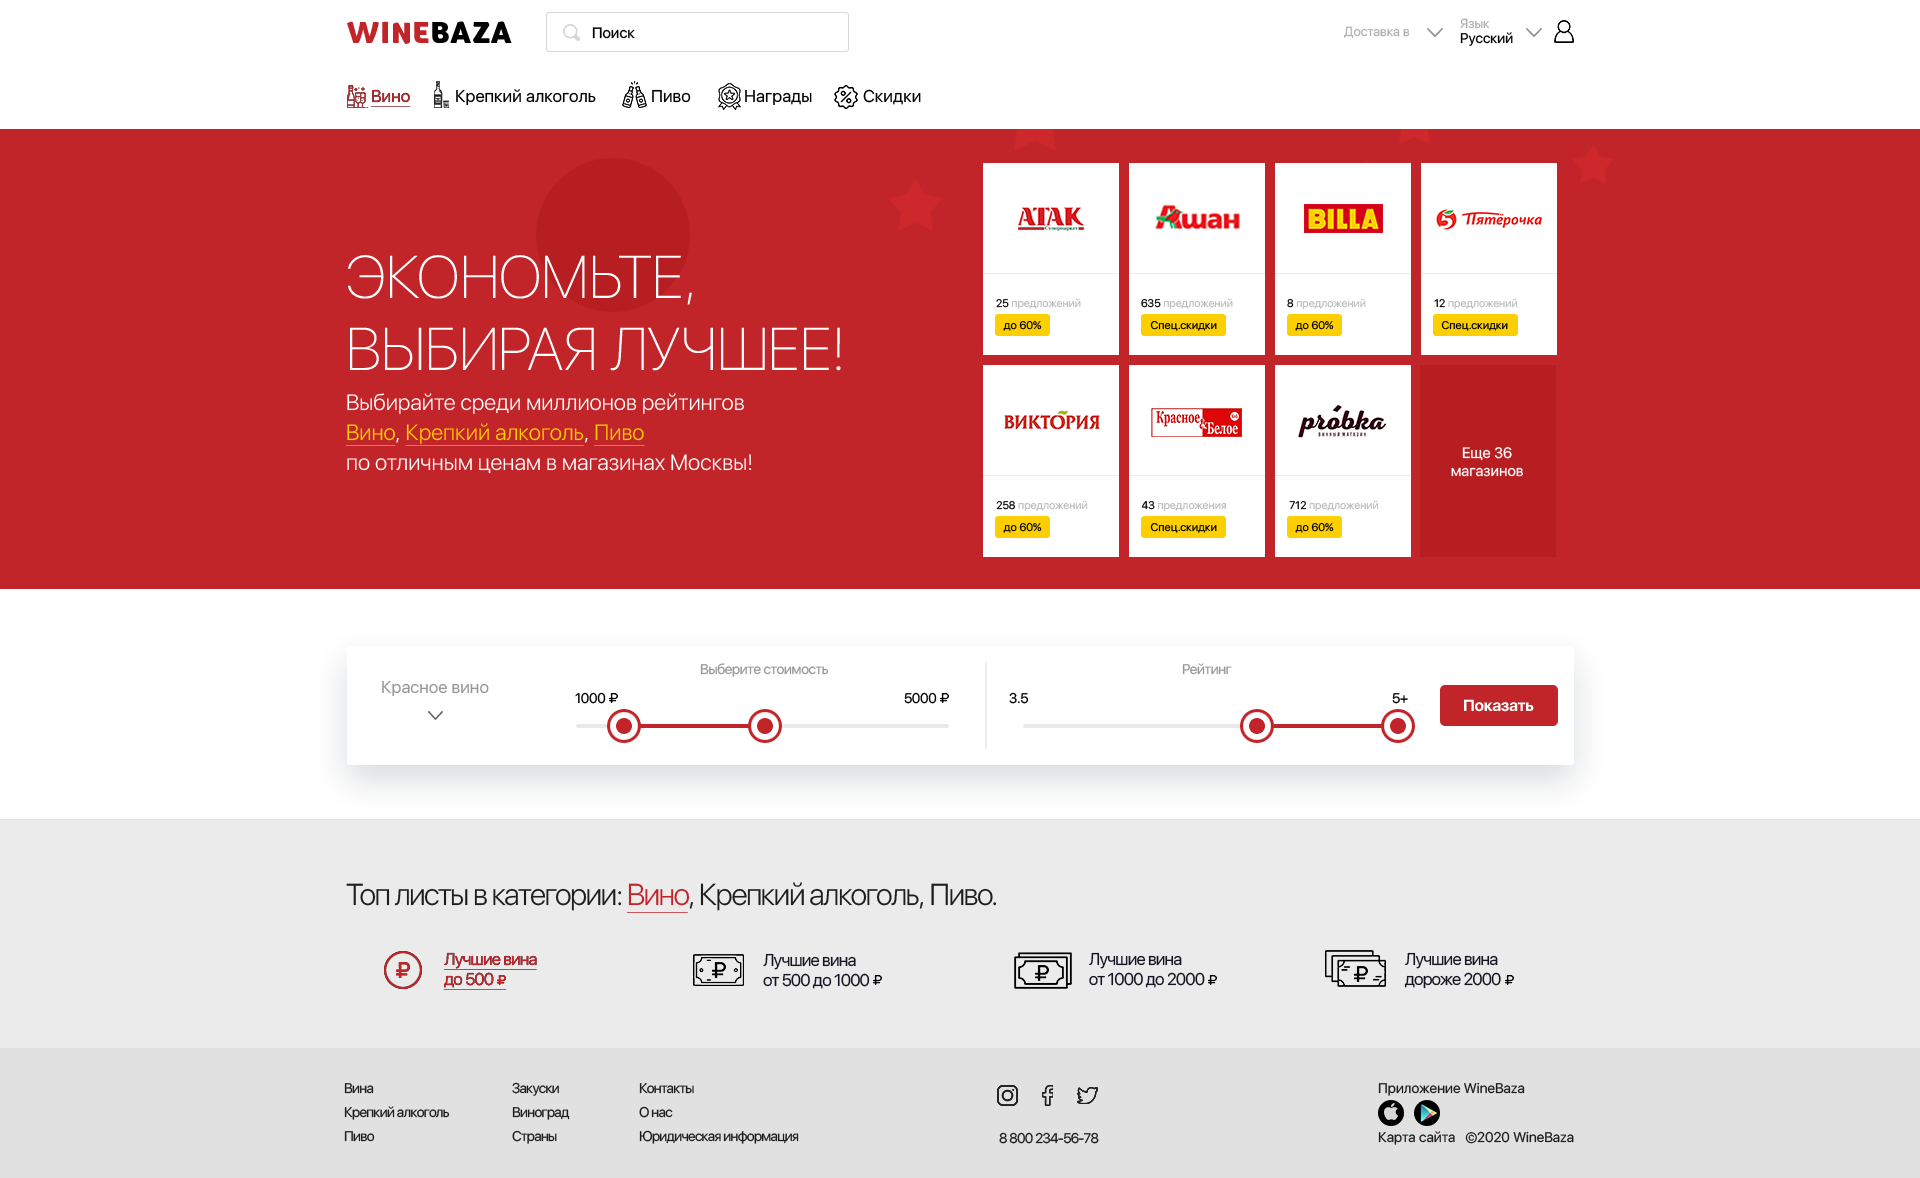 WINEBAZA
Поиск
Доставка в
Язык
Русский
Вино
Крепкий алкоголь
Пиво
Награды
Скидки
ЭКОНОМЬТЕ,
ВЫБИРАЯ ЛУЧШЕЕ!
Выбирайте среди миллионов рейтингов
Вино, Крепкий алкоголь, Пиво
по отличным ценам в магазинах Москвы!
АТАК
Супермаркет
25 предложений
до 60%
Ашан
635 предложений
Спец.скидки
BILLA
8 предложений
до 60%
5 Пятёрочка
12 предложений
Спец.скидки
ВИКТОРИЯ
258 предложений
до 60%
Красное
&Белое
43 предложения
Спец.скидки
próbka
ВИННЫЙ МАГАЗИН
712 предложений
до 60%
Еще 36
магазинов
Красное вино
Выберите стоимость
1000 ₽
5000 ₽
Рейтинг
3.5
5+
Показать
Топ листы в категории: Вино, Крепкий алкоголь, Пиво.
₽
Лучшие вина
до 500 ₽
₽
Лучшие вина
от 500 до 1000 ₽
₽
Лучшие вина
от 1000 до 2000 ₽
₽
Лучшие вина
дороже 2000 ₽
Вина
Крепкий алкоголь
Пиво
Закуски
Виноград
Страны
Контакты
О нас
Юридическая информация
8 800 234-56-78
Приложение WineBaza
Карта сайта ©2020 WineBaza